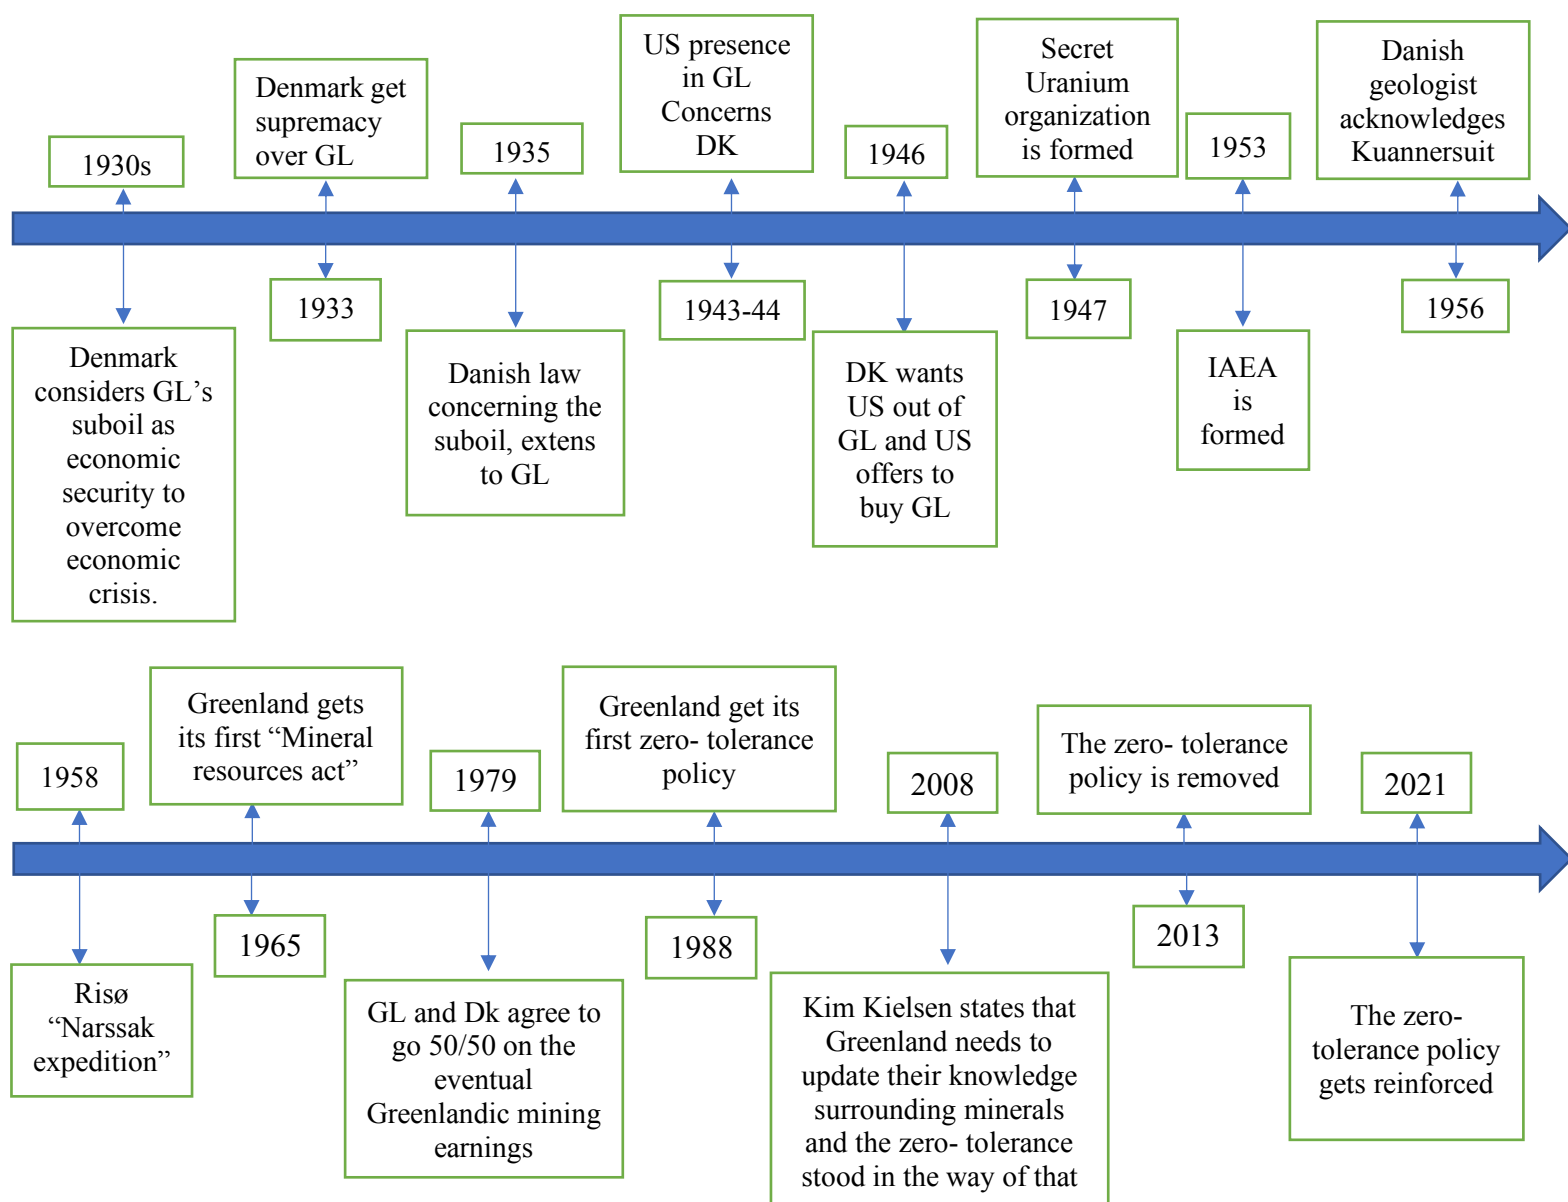 1930s
Denmark
considers GL’s
suboil as
economic
security to
overcome
economic
crisis.
Denmark get
supremacy
over GL
1933
1935
Danish law
concerning the
suboil, extens
to GL
US presence
in GL
Concerns
DK
1943-44
1946
DK wants
US out of
GL and US
offers to
buy GL
Secret
Uranium
organization
is formed
1947
1953
IAEA
is
formed
Danish
geologist
acknowledges
Kuannersuit
1956
1958
Risø
“Narssak
expedition”
Greenland gets
its first “Mineral
resources act”
1965
1979
GL and Dk agree to
go 50/50 on the
eventual
Greenlandic mining
earnings
Greenland get its
first zero- tolerance
policy
1988
2008
Kim Kielsen states that
Greenland needs to
update their knowledge
surrounding minerals
and the zero- tolerance
stood in the way of that
The zero- tolerance
policy is removed
2013
2021
The zero-
tolerance policy
gets reinforced